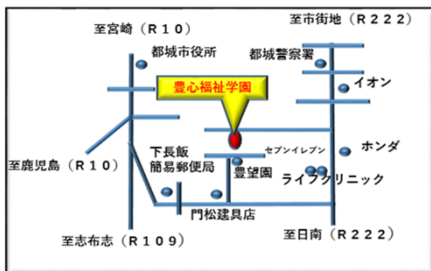 至宮崎（R10）
至市街地（R222）
都城市役所
都城警察署
イオン
豊心福祉学園
下長飯
簡易郵便局
セブンイレブン
ホンダ
至鹿児島（R10）
豊望園
ライフクリニック
門松建具店
至志布志（R109）
至日南（R222）